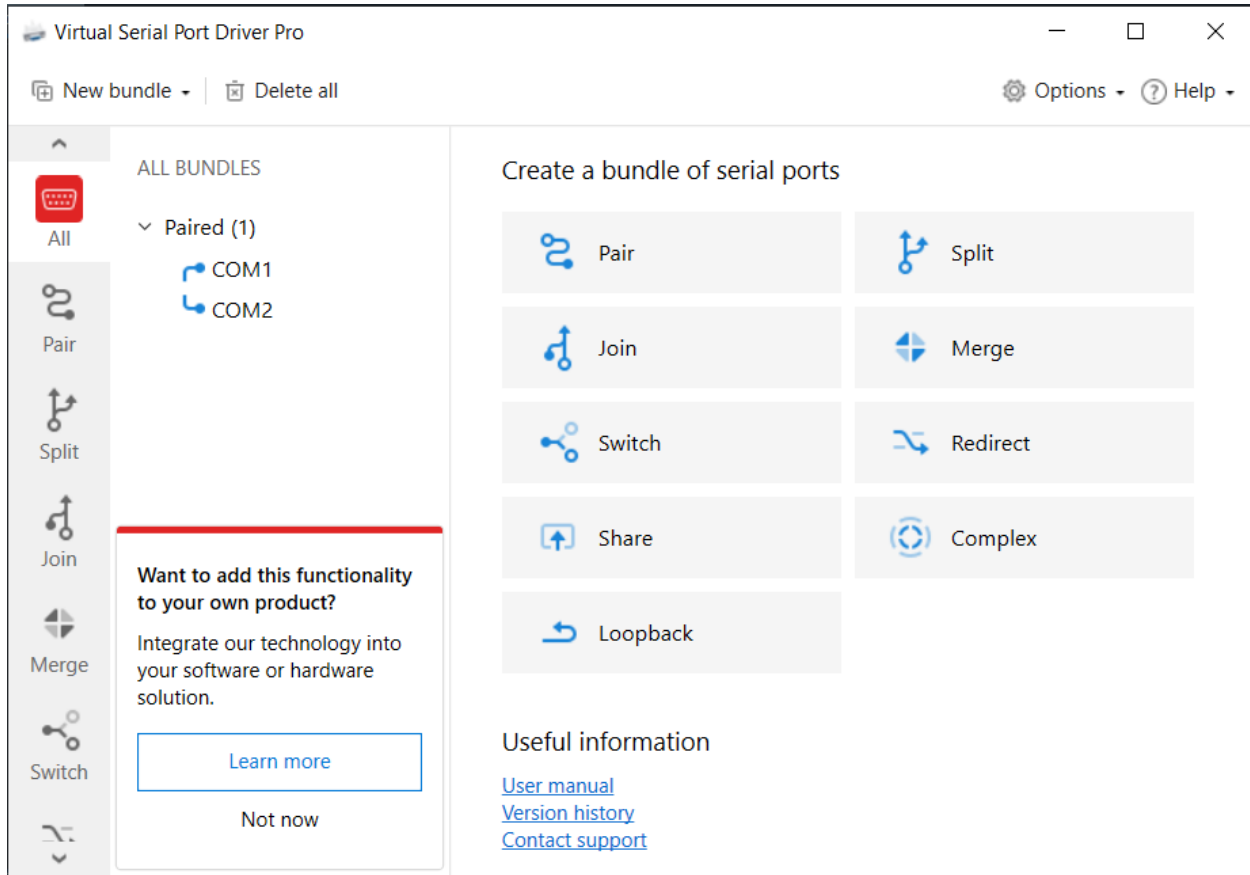 Virtual Serial Port Driver Pro
New bundle
Delete all
Options
Help
All
Pair
Split
Join
Merge
Switch
ALL BUNDLES
Paired (1)
COM1
COM2
Want to add this functionality
to your own product?
Integrate our technology into
your software or hardware
solution.
Learn more
Not now
Create a bundle of serial ports
Pair
Split
Join
Merge
Switch
Redirect
Share
Complex
Loopback
Useful information
User manual
Version history
Contact support